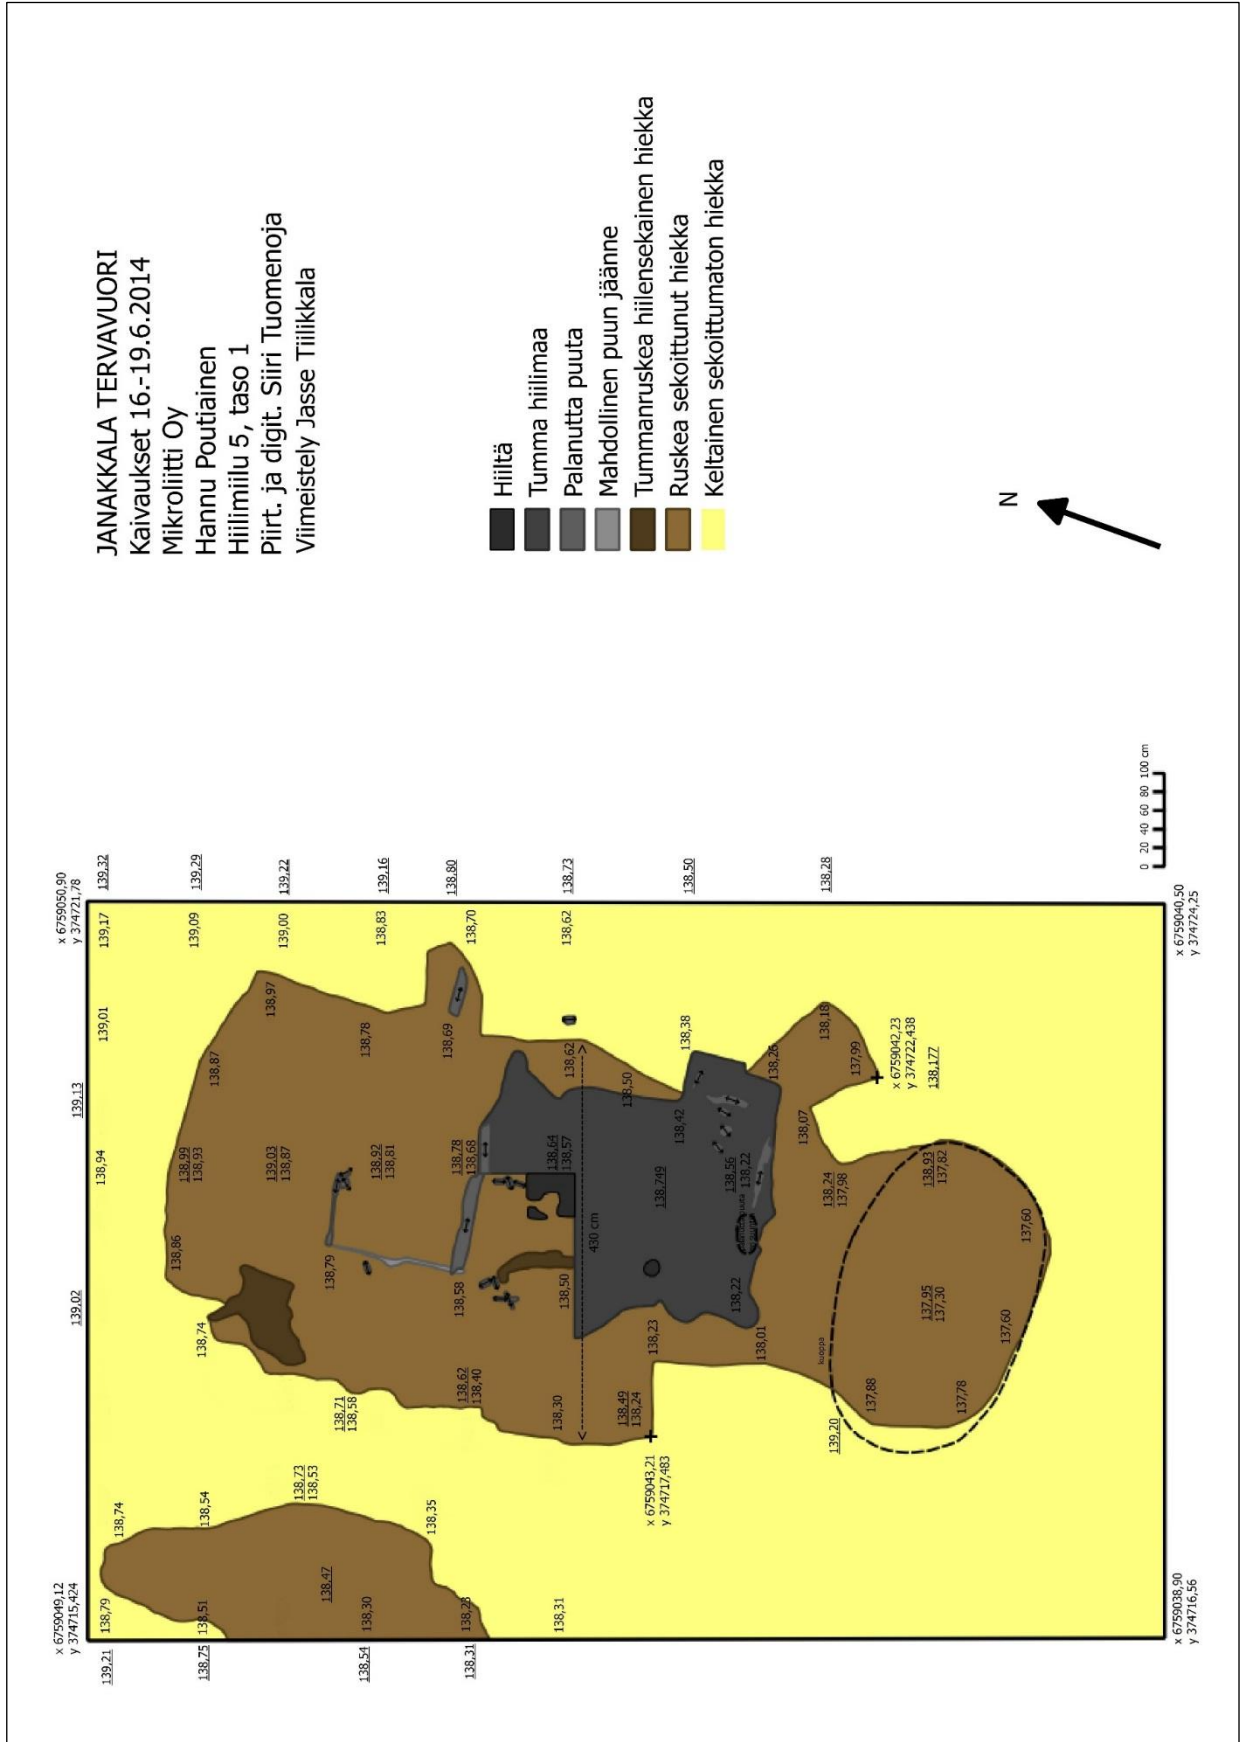 JANAKKALA TERVAVUORI
Kaivaukset 16.-19.6.2014
Mikroliitti Oy
Hannu Poutiainen
Hiilimiilu 5, taso 1
Piirt. ja digit. Siiri Tuomenoja
Viimeistely Jasse Tiilikkala
Hiiltä
Tumma hiilimaa
Palanutta puuta
Mahdollinen puun jäänne
Tummanruskea hiilensekainen hiekka
Ruskea sekoittunut hiekka
Keltainen sekoittumaton hiekka
N
0 20 40 60 80 100 cm
x 6759049,12
y 374715,424
x 6759050,90
y 374721,78
139,21
138,75
138,54
138,31
138,79
138,51
138,30
138,23
138,31
138,74
138,54
138,73
138,53
138,35
138,47
139,02
138,94
139,13
139,01
139,17
139,09
139,00
138,83
138,70
138,62
139,32
139,29
139,22
139,16
138,80
138,73
138,50
138,28
138,74
138,86
138,87
138,97
138,99
138,93
139,03
138,87
138,92
138,81
138,78
138,79
138,71
138,58
138,62
138,40
138,58
138,78
138,68
138,69
138,30
138,50
138,64
138,57
138,62
430 cm
138,49
138,24
138,23
138,50
138,38
138,42
138,749
138,56
138,22
138,22
138,01
138,26
138,18
137,99
138,07
x 6759043,21
y 374717,483
x 6759042,23
y 374722,438
138,177
kuoppa
139,20
138,24
137,98
138,93
137,82
137,88
137,95
137,30
137,78
137,60
137,60
x 6759038,90
y 374716,56
x 6759040,50
y 374724,25